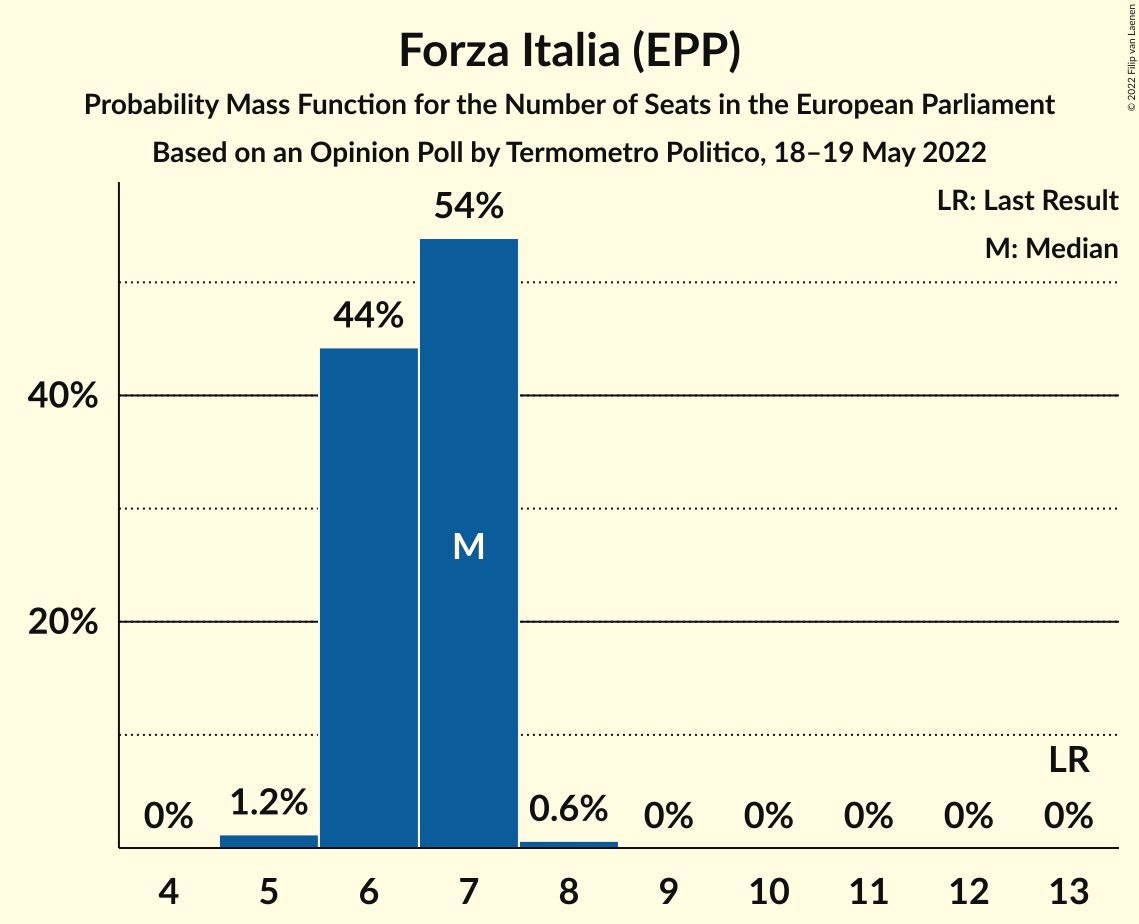 Forza Italia (EPP)
Probability Mass Function for the Number of Seats in the European Parliament
Based on an Opinion Poll by Termometro Politico, 18–19 May 2022
© 2022 Filip van Laenen
LR: Last Result
M: Median
54%
44%
40%
M
20%
LR
0% 1.2% 0.6% 0% 0% 0% 0% 0%
4 5 6 7 8 9 10 11 12 13